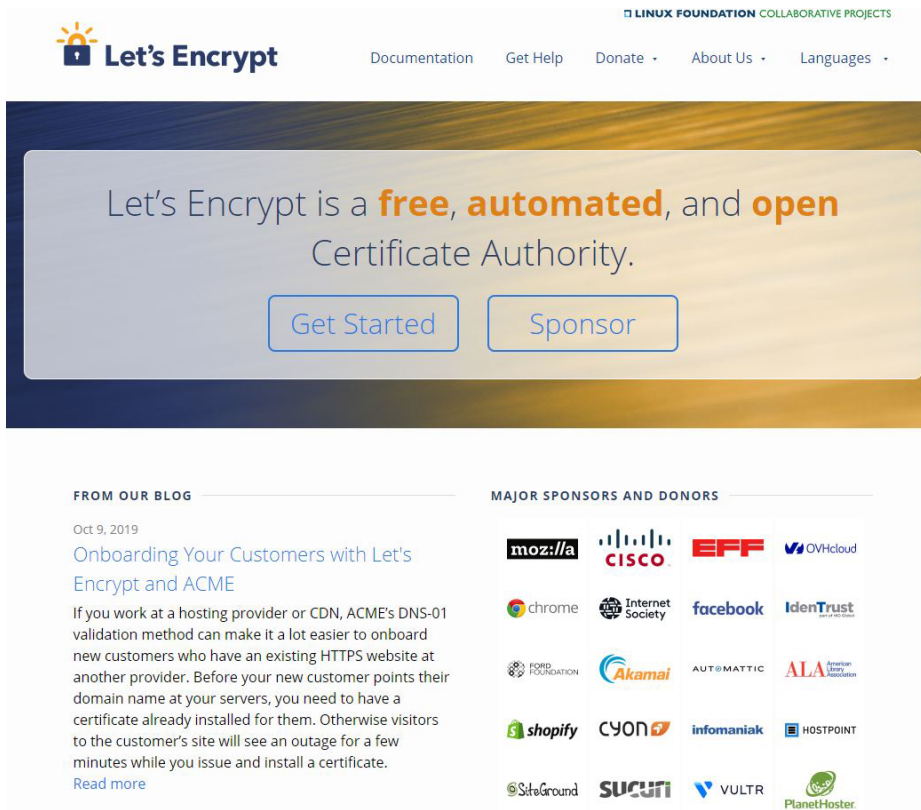 LINUX FOUNDATION COLLABORATIVE PROJECTS
Let's Encrypt
Documentation Get Help Donate About Us Languages
Let's Encrypt is a free, automated, and open
Certificate Authority.
Get Started Sponsor
FROM OUR BLOG
Oct 9, 2019
Onboarding Your Customers with Let's
Encrypt and ACME
If you work at a hosting provider or CDN, ACME's DNS-01
validation method can make it a lot easier to onboard
new customers who have an existing HTTPS website at
another provider. Before your new customer points their
domain name at your servers, you need to have a
certificate already installed for them. Otherwise visitors
to the customer's site will see an outage for a few
minutes while you issue and install a certificate.
Read more
MAJOR SPONSORS AND DONORS
moz://a CISCO EFF OVHcloud
chrome Internet Society facebook IdenTrust
part of HID Global
FORD FOUNDATION Akamai AUTOMATTIC ALA American Library Association
shopify CYON infomaniak HOSTPOINT
SiteGround SUCURI VULTR PlanetHoster